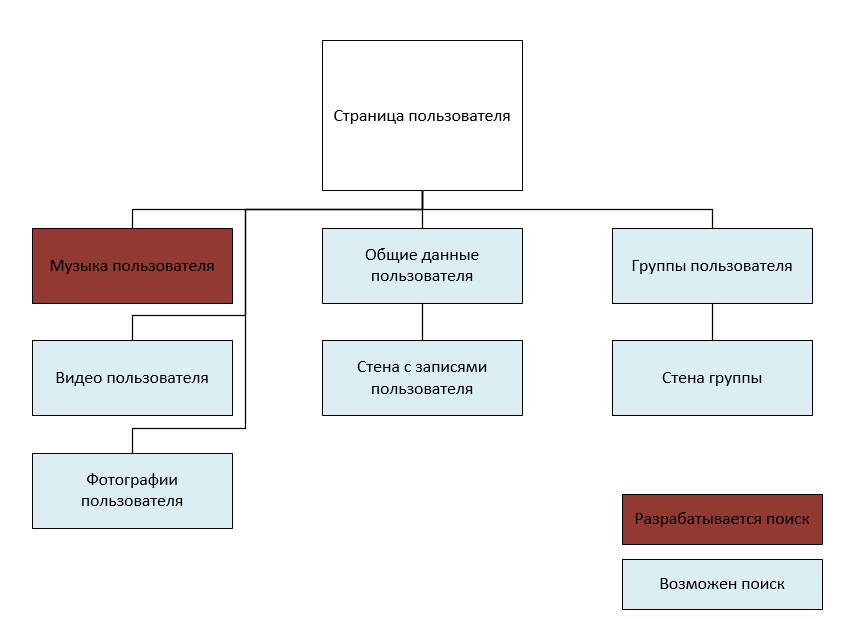 Страница пользователя
Музыка пользователя
Общие данные
пользователя
Группы пользователя
Видео пользователя
Стена с записями
пользователя
Стена группы
Фотографии
пользователя
Разрабатывается поиск
Возможен поиск